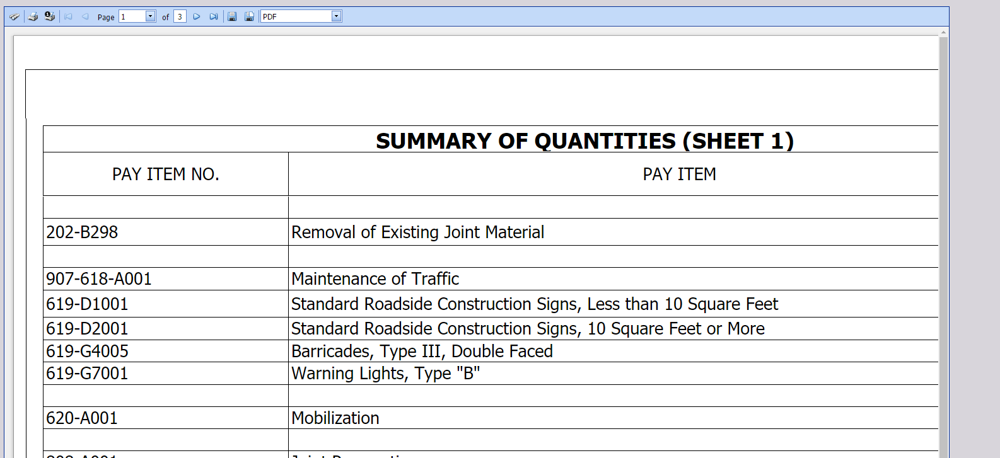 Page 1 of 3 PDF
SUMMARY OF QUANTITIES (SHEET 1)
PAY ITEM NO. PAY ITEM
202-B298 Removal of Existing Joint Material
907-618-A001 Maintenance of Traffic
619-D1001 Standard Roadside Construction Signs, Less than 10 Square Feet
619-D2001 Standard Roadside Construction Signs, 10 Square Feet or More
619-G4005 Barricades, Type III, Double Faced
619-G7001 Warning Lights, Type "B"
620-A001 Mobilization